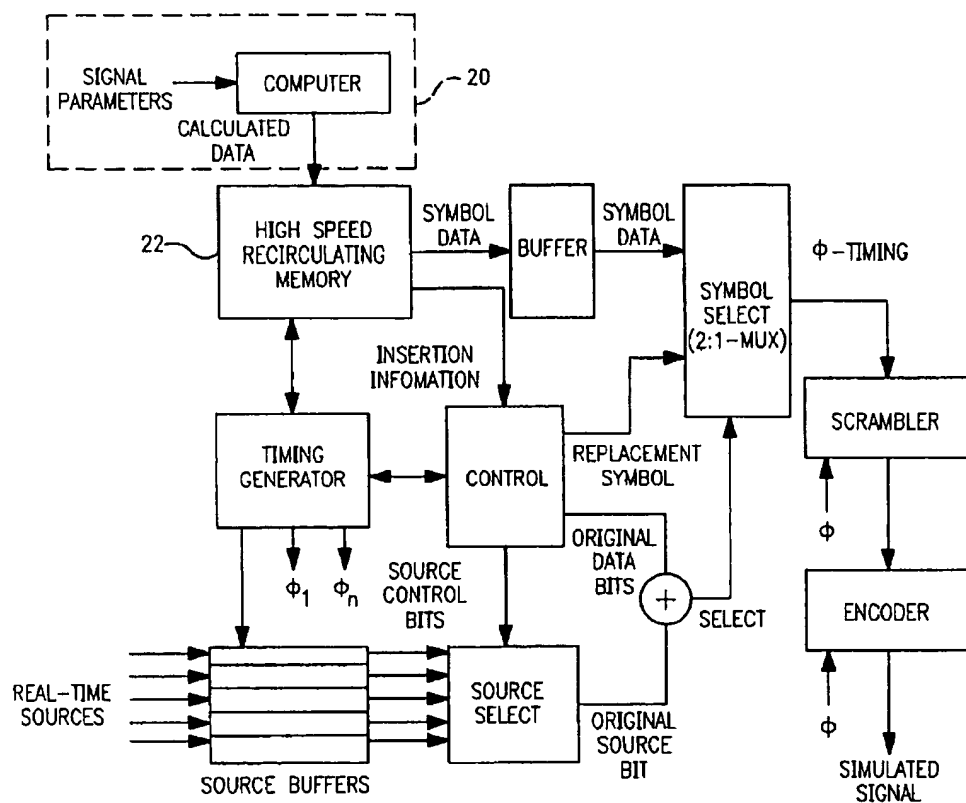 SIGNAL
PARAMETERS
COMPUTER
20
CALCULATED
DATA
22
HIGH SPEED
RECIRCULATING
MEMORY
SYMBOL
DATA
BUFFER
SYMBOL
DATA
SYMBOL
SELECT
(2:1-MUX)
Φ-TIMING
INSERTION
INFOMATION
TIMING
GENERATOR
CONTROL
REPLACEMENT
SYMBOL
SCRAMBLER
Φ
Φ1
Φn
SOURCE
CONTROL
BITS
ORIGINAL
DATA
BITS
+
SELECT
ENCODER
Φ
REAL-TIME
SOURCES
SOURCE BUFFERS
SOURCE
SELECT
ORIGINAL
SOURCE
BIT
SIMULATED
SIGNAL